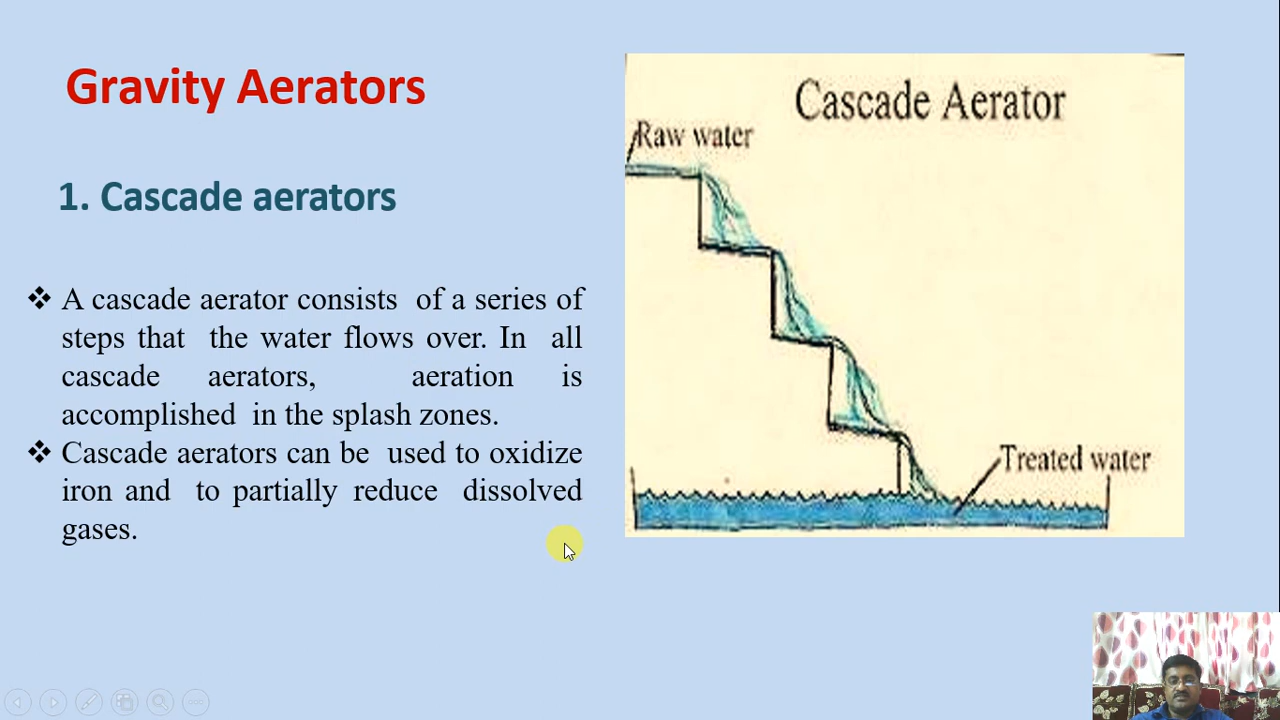 Gravity Aerators
1. Cascade aerators
❖ A cascade aerator consists of a series of
steps that the water flows over. In all
cascade aerators, aeration is
accomplished in the splash zones.
❖ Cascade aerators can be used to oxidize
iron and to partially reduce dissolved
gases.
Cascade Aerator
Raw water
Treated water